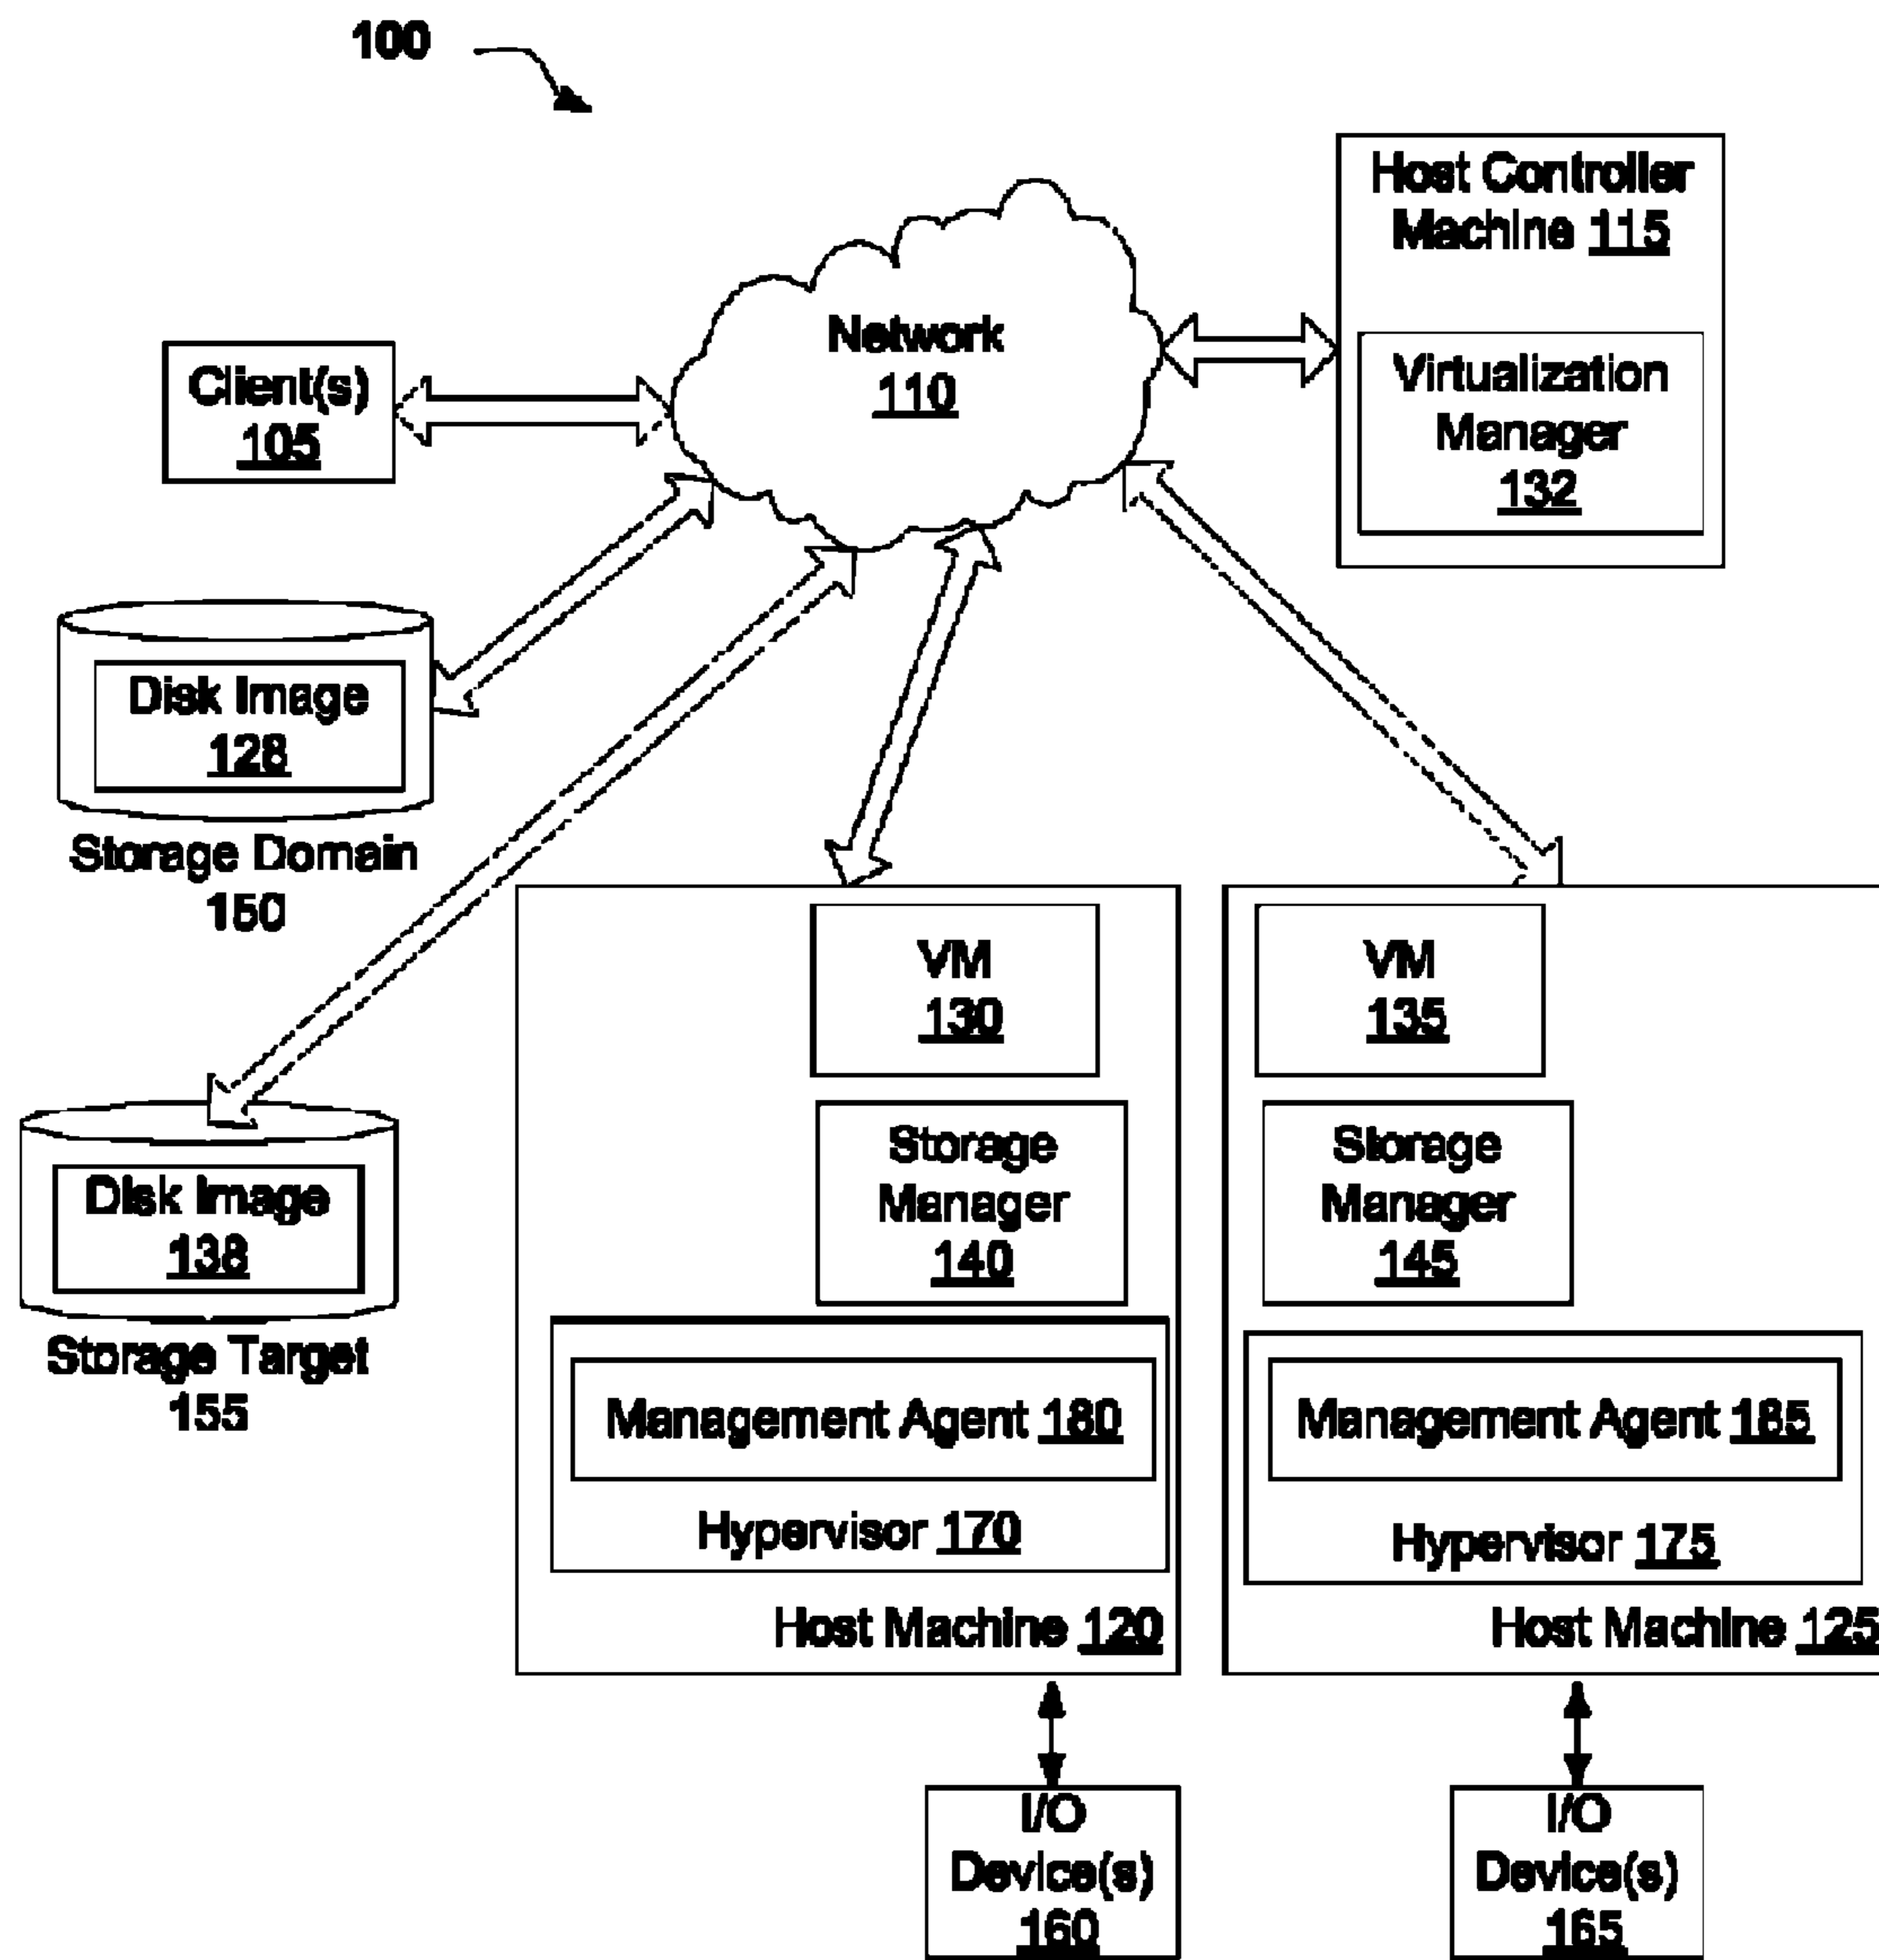 100
Host Controller
Machine 115
Network
110
Virtualization
Manager
132
Client(s)
105
Disk Image
128
Storage Domain
150
VM
130
VM
135
Storage
Manager
140
Storage
Manager
145
Disk Image
138
Storage Target
155
Management Agent 180
Hypervisor 170
Host Machine 120
Management Agent 185
Hypervisor 175
Host Machine 125
I/O
Device(s)
160
I/O
Device(s)
165